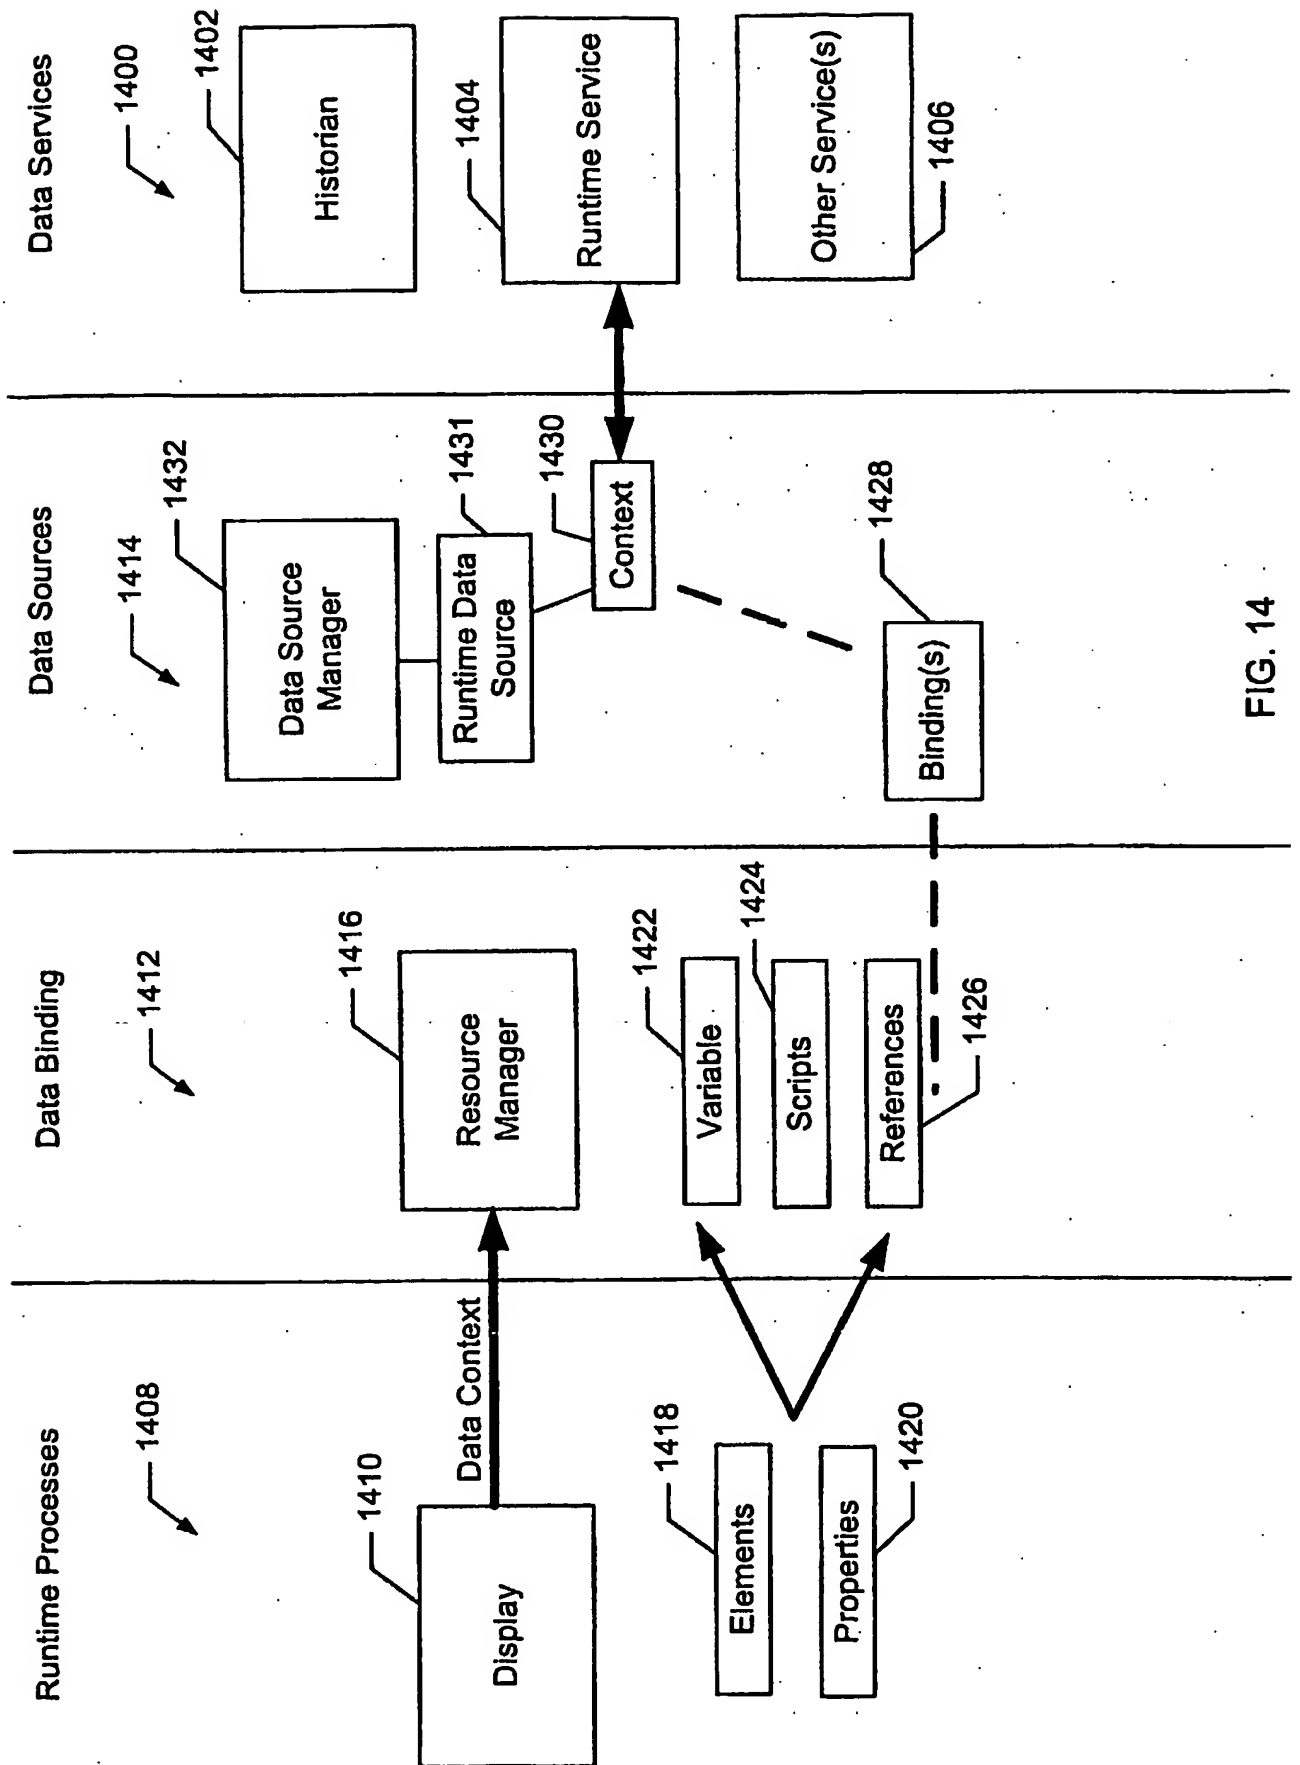 Runtime Processes
1408
1410
Display
Data Context
Elements
1418
Properties
1420
Data Binding
1412
1416
Resource
Manager
1422
Variable
1424
Scripts
References
1426
Data Sources
1414
1432
Data Source
Manager
1431
Runtime Data
Source
1430
Context
1428
Binding(s)
Data Services
1400
1402
Historian
1404
Runtime Service
Other Service(s)
1406
FIG. 14